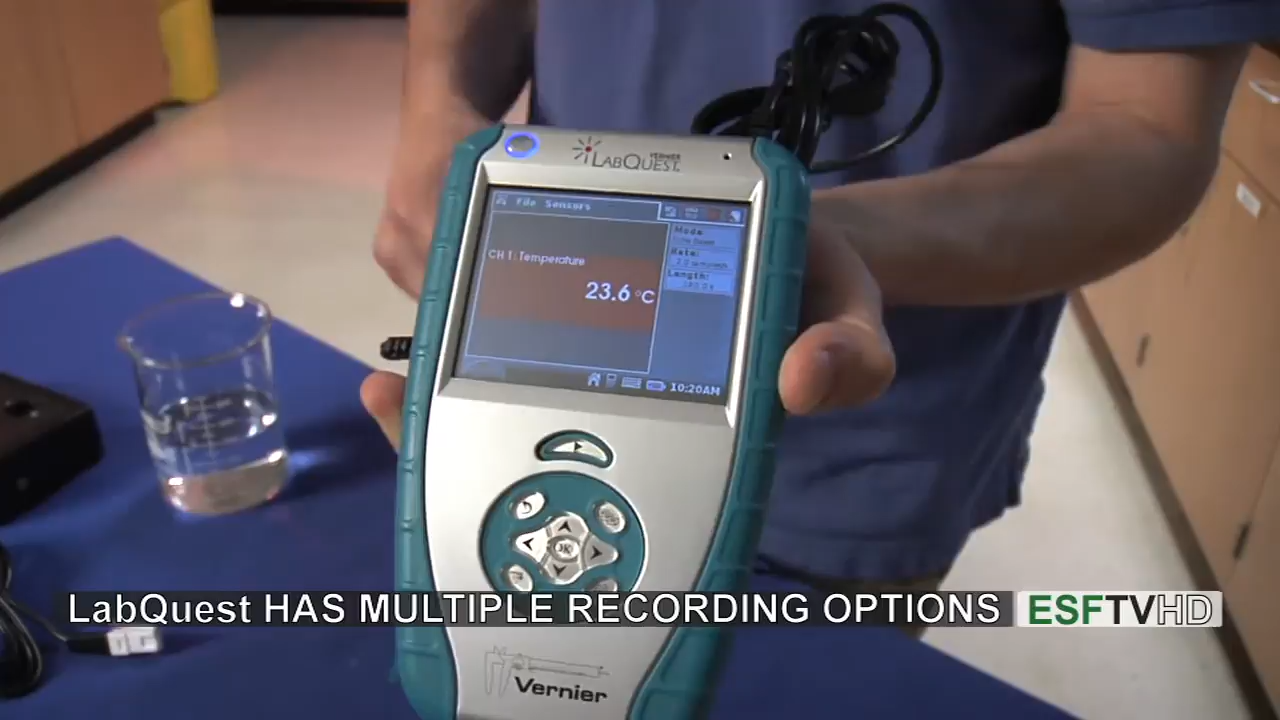 VERNIER
LABQUEST
File Sensors
Mode:
Rate:
Length:
CH 1: Temperature
23.6 °C
10:20AM
LabQuest HAS MULTIPLE RECORDING OPTIONS ESFTVHD
Vernier